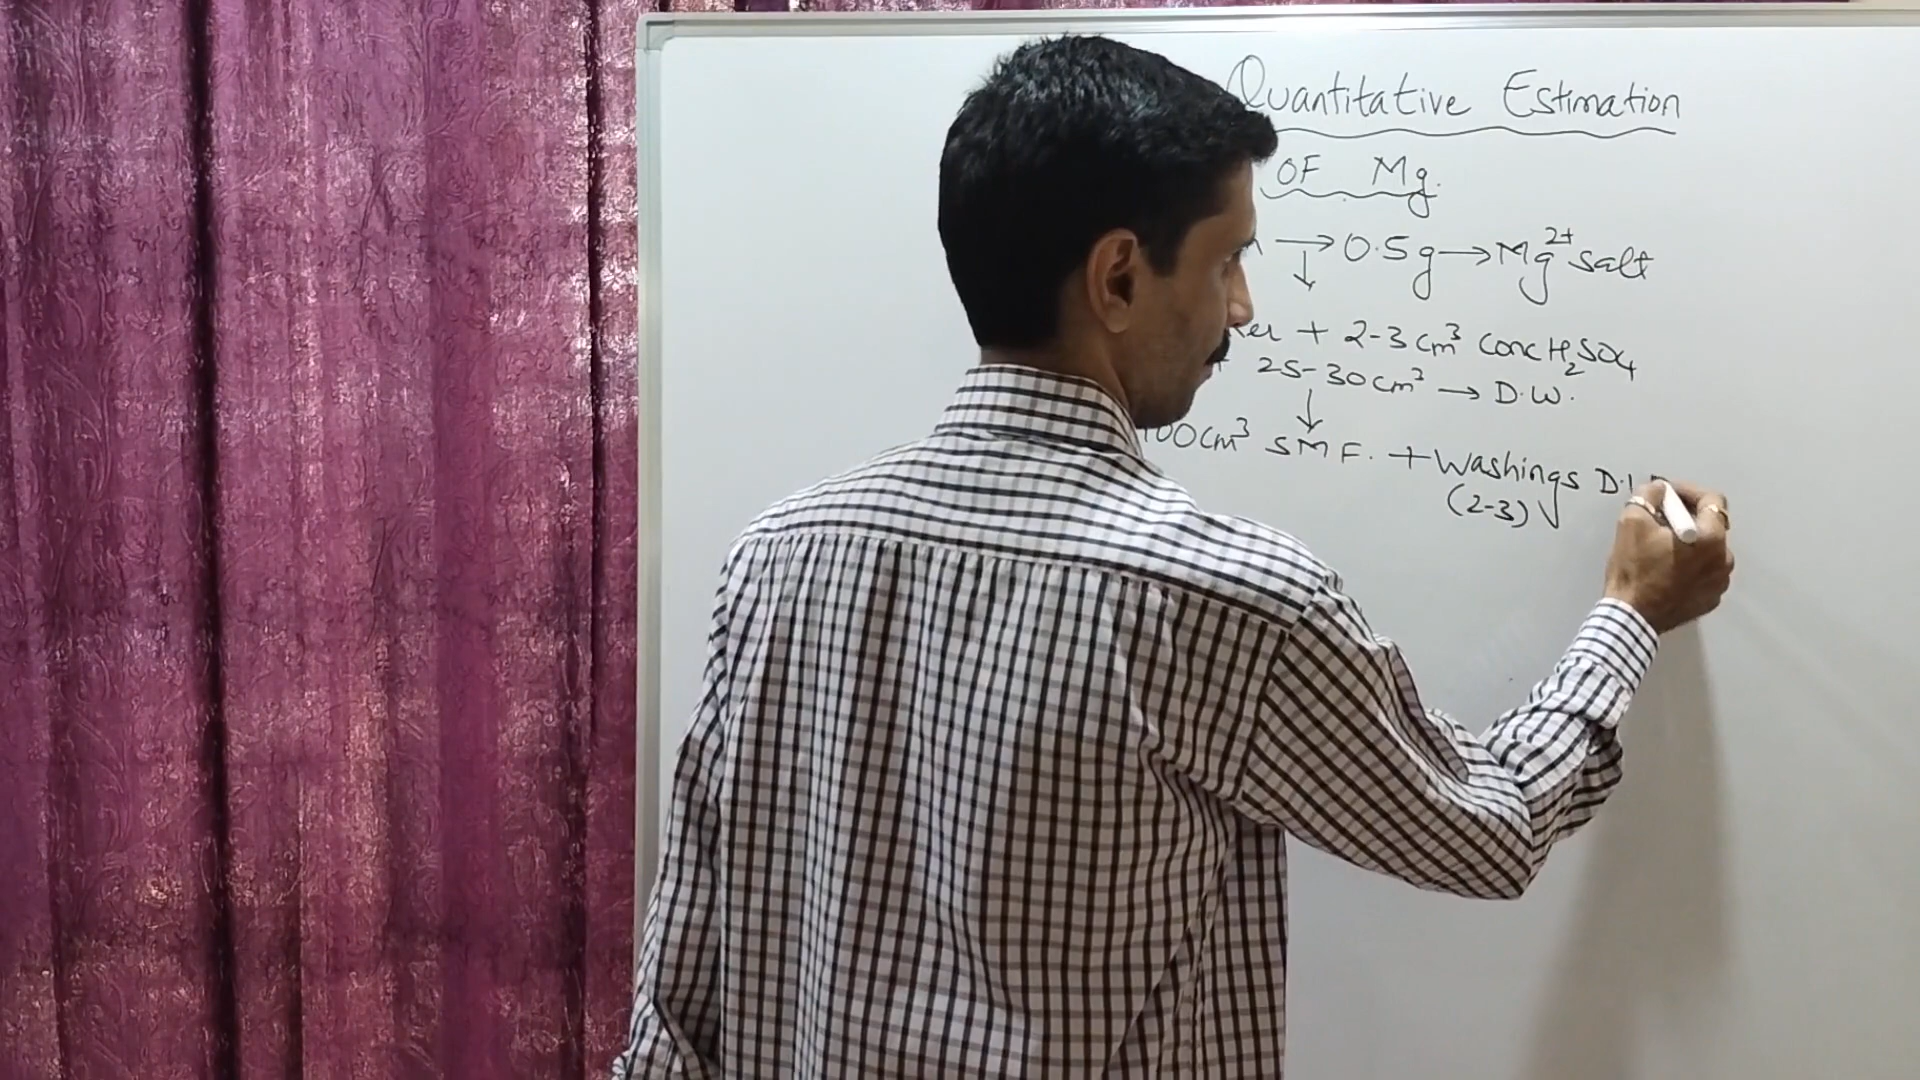 Quantitative Estimation
OF Mg.
→ 0.5g → Mg²⁺ salt
↓
+ 2-3 cm³ Conc H₂SO₄
25-30 cm³ → D.W.
↓
100 cm³ SMF. + Washings
(2-3) √